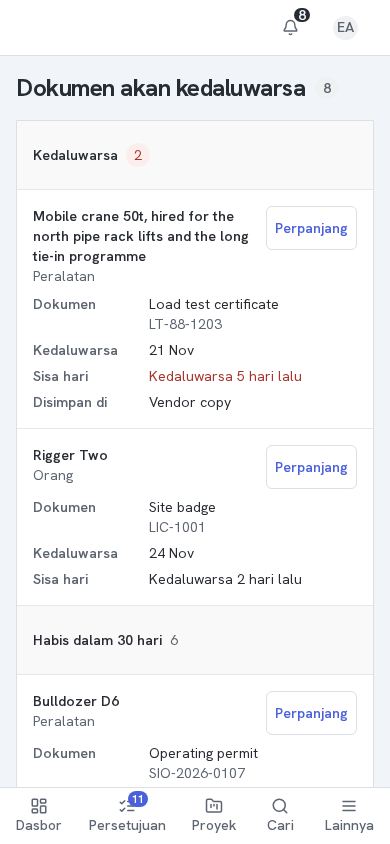 8
EA
Dokumen akan kedaluwarsa 8
Kedaluwarsa 2
Mobile crane 50t, hired for the
north pipe rack lifts and the long
tie-in programme
Perpanjang
Peralatan
Dokumen Load test certificate
LT-88-1203
Kedaluwarsa 21 Nov
Sisa hari Kedaluwarsa 5 hari lalu
Disimpan di Vendor copy
Rigger Two
Perpanjang
Orang
Dokumen Site badge
LIC-1001
Kedaluwarsa 24 Nov
Sisa hari Kedaluwarsa 2 hari lalu
Habis dalam 30 hari 6
Bulldozer D6
Perpanjang
Peralatan
Dokumen Operating permit
SIO-2026-0107
11
Dasbor Persetujuan Proyek Cari Lainnya